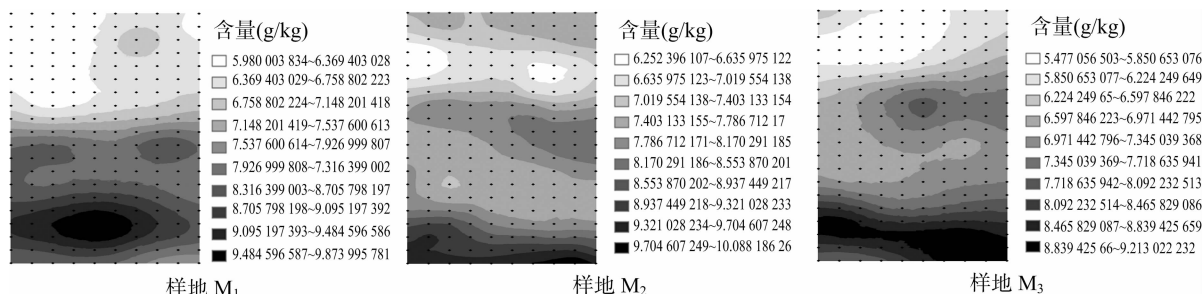 含量(g/kg)
5.980 003 834~6.369 403 028
6.369 403 029~6.758 802 223
6.758 802 224~7.148 201 418
7.148 201 419~7.537 600 613
7.537 600 614~7.926 999 807
7.926 999 808~7.316 399 002
8.316 399 003~8.705 798 197
8.705 798 198~9.095 197 392
9.095 197 393~9.484 596 586
9.484 596 587~9.873 995 781
样地 M1
含量(g/kg)
6.252 396 107~6.635 975 122
6.635 975 123~7.019 554 138
7.019 554 138~7.403 133 154
7.403 133 155~7.786 712 17
7.786 712 171~8.170 291 185
8.170 291 186~8.553 870 201
8.553 870 202~8.937 449 217
8.937 449 218~9.321 028 233
9.321 028 234~9.704 607 248
9.704 607 249~10.088 186 26
样地 M2
含量(g/kg)
5.477 056 503~5.850 653 076
5.850 653 077~6.224 249 649
6.224 249 65~6.597 846 222
6.597 846 223~6.971 442 795
6.971 442 796~7.345 039 368
7.345 039 369~7.718 635 941
7.718 635 942~8.092 232 513
8.092 232 514~8.465 829 086
8.465 829 087~8.839 425 659
8.839 425 66~9.213 022 232
样地 M3